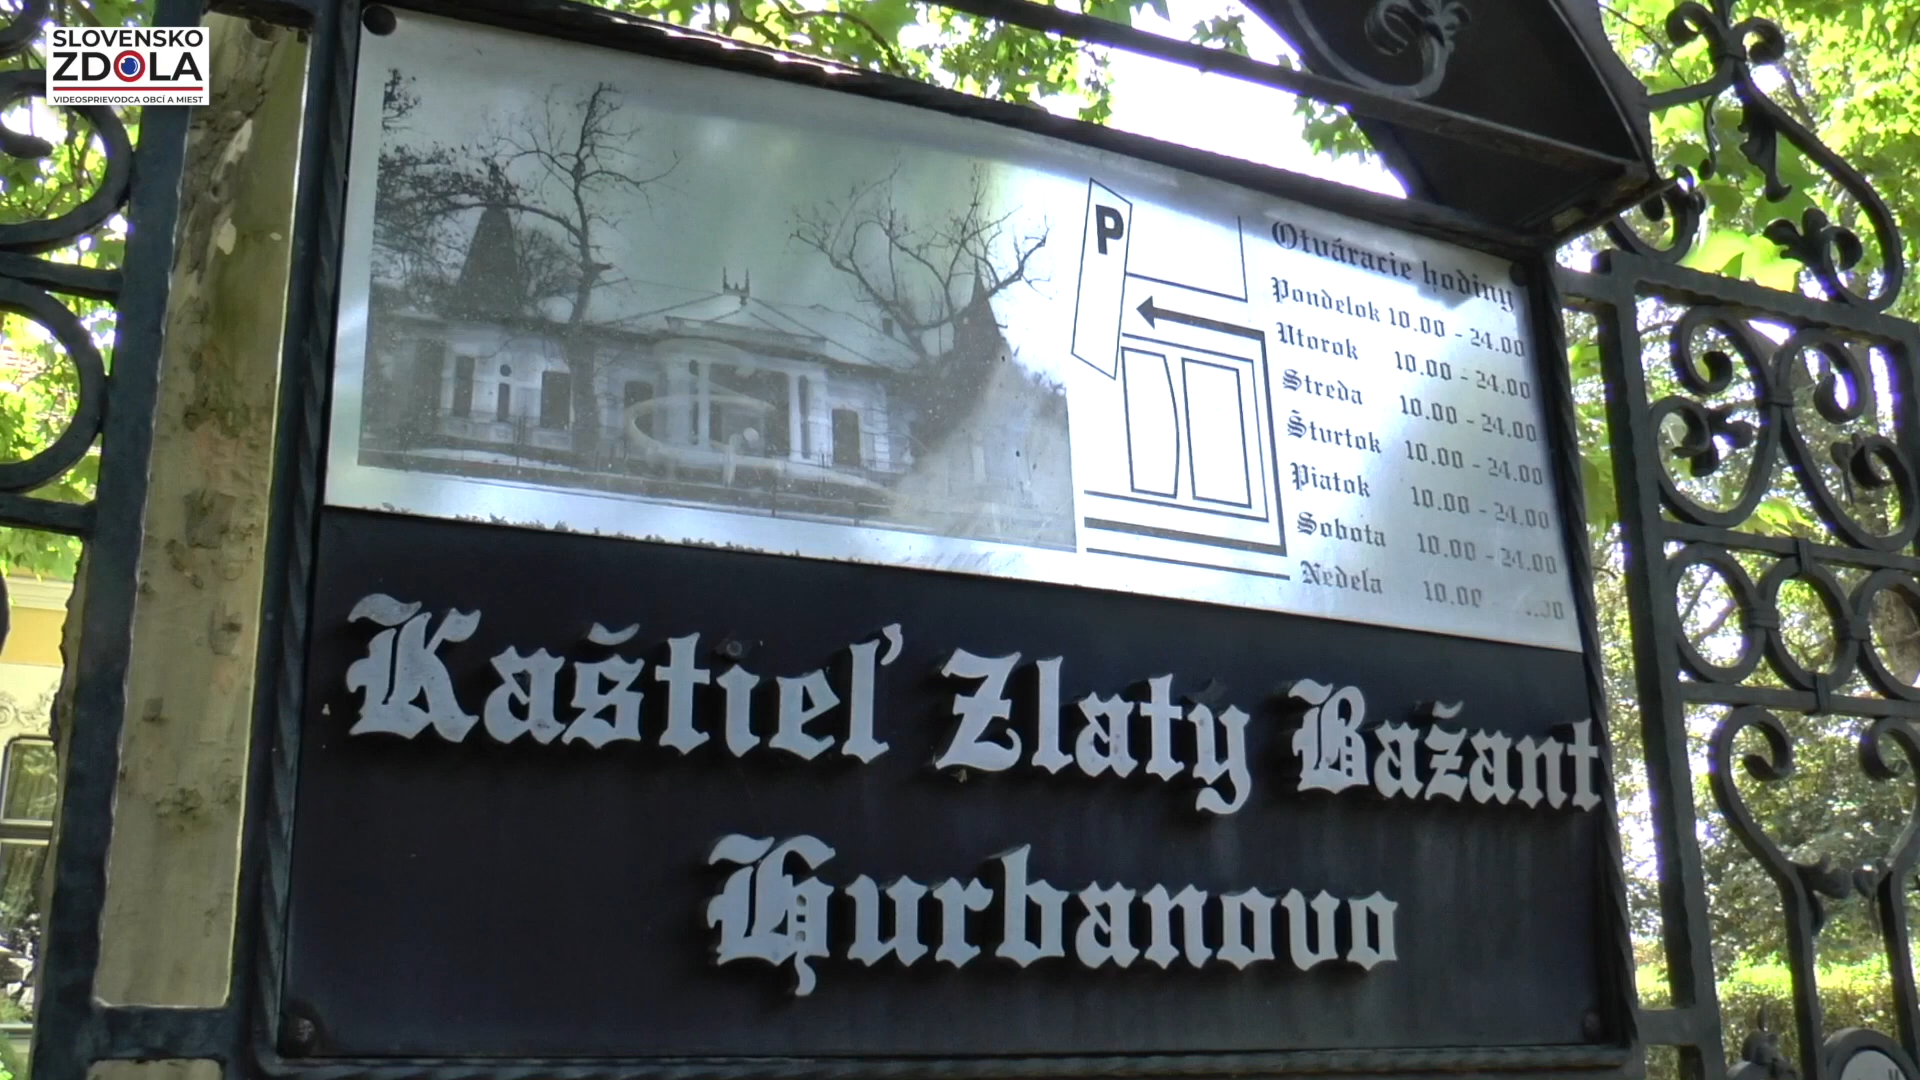 SLOVENSKO
ZDOLA
VIDEOSPRIEVODCA OBCÍ A MIEST
P
Otváracie hodiny
Pondelok 10.00 - 24.00
Utorok 10.00 - 24.00
Streda 10.00 - 24.00
Štvrtok 10.00 - 24.00
Piatok 10.00 - 24.00
Sobota 10.00 - 24.00
Nedeľa 10.00
Kaštieľ Zlatý Bažant
Hurbanovo